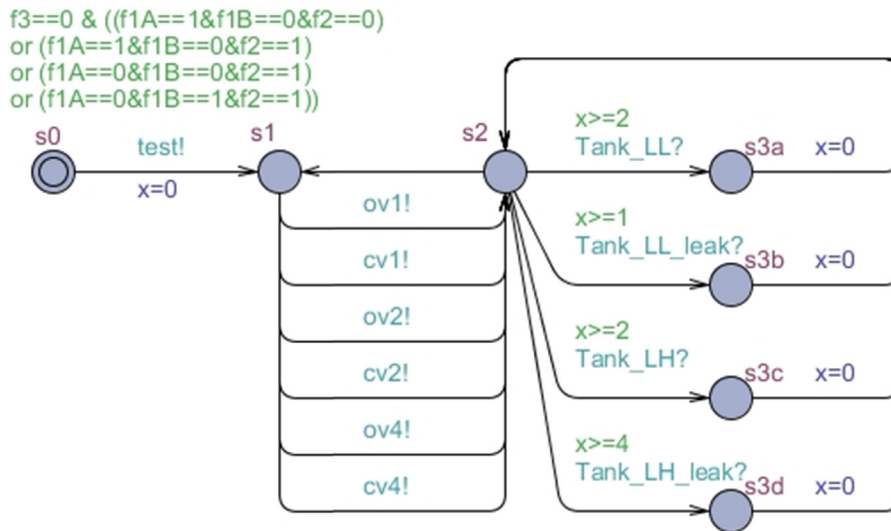 f3==0 & ((f1A==1&f1B==0&f2==0)
or (f1A==1&f1B==0&f2==1)
or (f1A==0&f1B==0&f2==1)
or (f1A==0&f1B==1&f2==1))
s0
test!
x=0
s1
s2
ov1!
cv1!
ov2!
cv2!
ov4!
cv4!
x>=2
Tank_LL?
s3a
x=0
x>=1
Tank_LL_leak?
s3b
x=0
x>=2
Tank_LH?
s3c
x=0
x>=4
Tank_LH_leak?
s3d
x=0